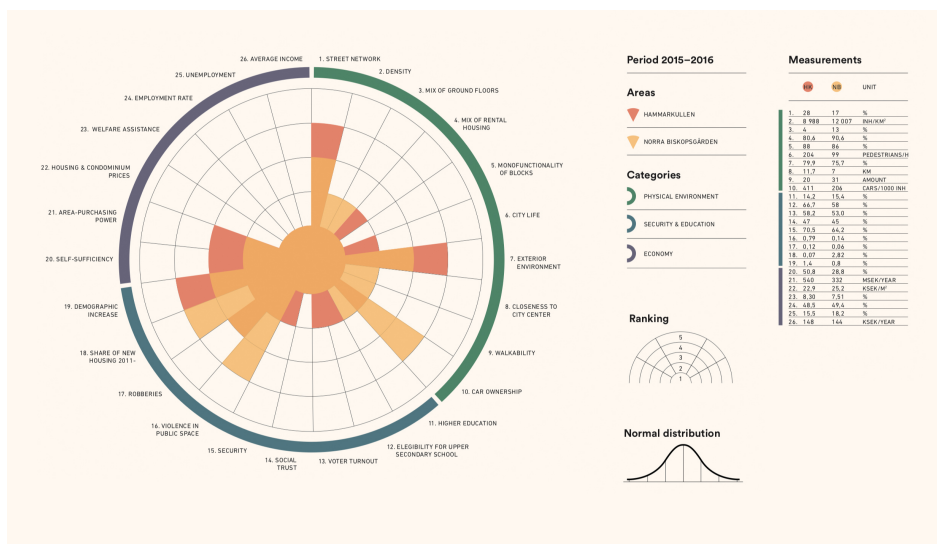 26. AVERAGE INCOME
1. STREET NETWORK
2. DENSITY
3. MIX OF GROUND FLOORS
4. MIX OF RENTAL
HOUSING
5. MONOFUNCTIONALITY
OF BLOCKS
6. CITY LIFE
7. EXTERIOR
ENVIRONMENT
8. CLOSENESS TO
CITY CENTER
9. WALKABILITY
10. CAR OWNERSHIP
11. HIGHER EDUCATION
12. ELEGIBILITY FOR UPPER
SECONDARY SCHOOL
13. VOTER TURNOUT
14. SOCIAL
TRUST
15. SECURITY
16. VIOLENCE IN
PUBLIC SPACE
17. ROBBERIES
18. SHARE OF NEW
HOUSING 2011-
19. DEMOGRAPHIC
INCREASE
20. SELF-SUFFICIENCY
21. AREA-PURCHASING
POWER
22. HOUSING & CONDOMINIUM
PRICES
23. WELFARE ASSISTANCE
24. EMPLOYMENT RATE
25. UNEMPLOYMENT
Period 2015–2016
Areas
HAMMARKULLEN
NORRA BISKOPSGÅRDEN
Categories
PHYSICAL ENVIRONMENT
SECURITY & EDUCATION
ECONOMY
Ranking
5
4
3
2
1
Normal distribution
Measurements
HK NB UNIT
1. 28 17 %
2. 8 988 12 007 INH/KM²
3. 4 13 %
4. 80,6 90,6 %
5. 88 86 %
6. 204 99 PEDESTRIANS/H
7. 79,9 75,7 %
8. 11,7 7 KM
9. 20 31 AMOUNT
10. 411 206 CARS/1000 INH
11. 14,2 15,4 %
12. 66,7 58 %
13. 58,2 53,0 %
14. 47 45 %
15. 70,5 64,2 %
16. 0,79 0,14 %
17. 0,12 0,06 %
18. 0,07 2,82 %
19. 1,4 0,8 %
20. 50,8 28,8 %
21. 540 332 MSEK/YEAR
22. 22,9 25,2 KSEK/M²
23. 8,30 7,51 %
24. 48,5 49,4 %
25. 15,5 18,2 %
26. 148 144 KSEK/YEAR